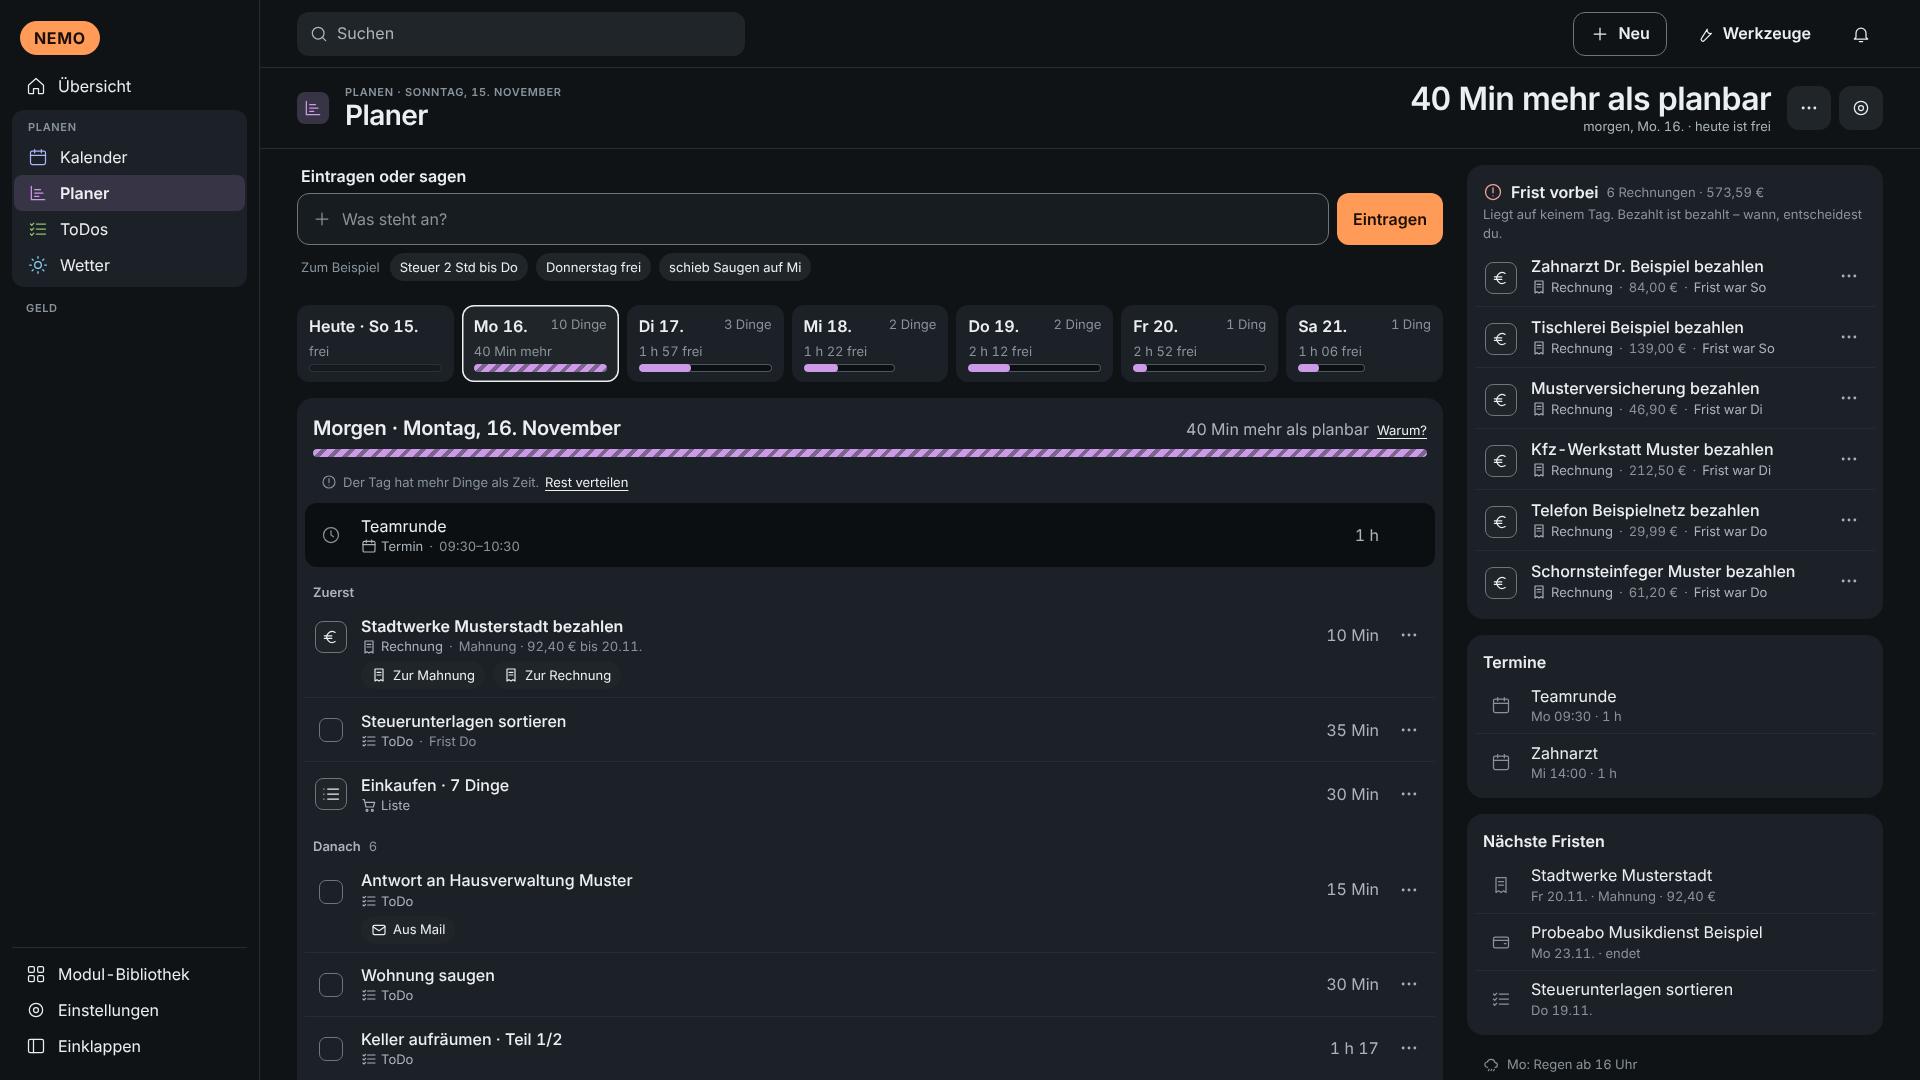 NEMO
Übersicht
PLANEN
Kalender
Planer
ToDos
Wetter
GELD
Modul-Bibliothek
Einstellungen
Einklappen
Suchen
Neu
Werkzeuge
PLANEN · SONNTAG, 15. NOVEMBER
Planer
40 Min mehr als planbar
morgen, Mo. 16. · heute ist frei
Eintragen oder sagen
Was steht an?
Eintragen
Zum Beispiel Steuer 2 Std bis Do Donnerstag frei schieb Saugen auf Mi
Heute · So 15.
frei
Mo 16. 10 Dinge
40 Min mehr
Di 17. 3 Dinge
1 h 57 frei
Mi 18. 2 Dinge
1 h 22 frei
Do 19. 2 Dinge
2 h 12 frei
Fr 20. 1 Ding
2 h 52 frei
Sa 21. 1 Ding
1 h 06 frei
Morgen · Montag, 16. November
40 Min mehr als planbar Warum?
Der Tag hat mehr Dinge als Zeit. Rest verteilen
Teamrunde
Termin · 09:30–10:30
1 h
Zuerst
Stadtwerke Musterstadt bezahlen
Rechnung · Mahnung · 92,40 € bis 20.11.
10 Min
Zur Mahnung Zur Rechnung
Steuerunterlagen sortieren
ToDo · Frist Do
35 Min
Einkaufen · 7 Dinge
Liste
30 Min
Danach 6
Antwort an Hausverwaltung Muster
ToDo
15 Min
Aus Mail
Wohnung saugen
ToDo
30 Min
Keller aufräumen · Teil 1/2
ToDo
1 h 17
Frist vorbei 6 Rechnungen · 573,59 €
Liegt auf keinem Tag. Bezahlt ist bezahlt – wann, entscheidest
du.
Zahnarzt Dr. Beispiel bezahlen
Rechnung · 84,00 € · Frist war So
Tischlerei Beispiel bezahlen
Rechnung · 139,00 € · Frist war So
Musterversicherung bezahlen
Rechnung · 46,90 € · Frist war Di
Kfz-Werkstatt Muster bezahlen
Rechnung · 212,50 € · Frist war Di
Telefon Beispielnetz bezahlen
Rechnung · 29,99 € · Frist war Do
Schornsteinfeger Muster bezahlen
Rechnung · 61,20 € · Frist war Do
Termine
Teamrunde
Mo 09:30 · 1 h
Zahnarzt
Mi 14:00 · 1 h
Nächste Fristen
Stadtwerke Musterstadt
Fr 20.11. · Mahnung · 92,40 €
Probeabo Musikdienst Beispiel
Mo 23.11. · endet
Steuerunterlagen sortieren
Do 19.11.
Mo: Regen ab 16 Uhr